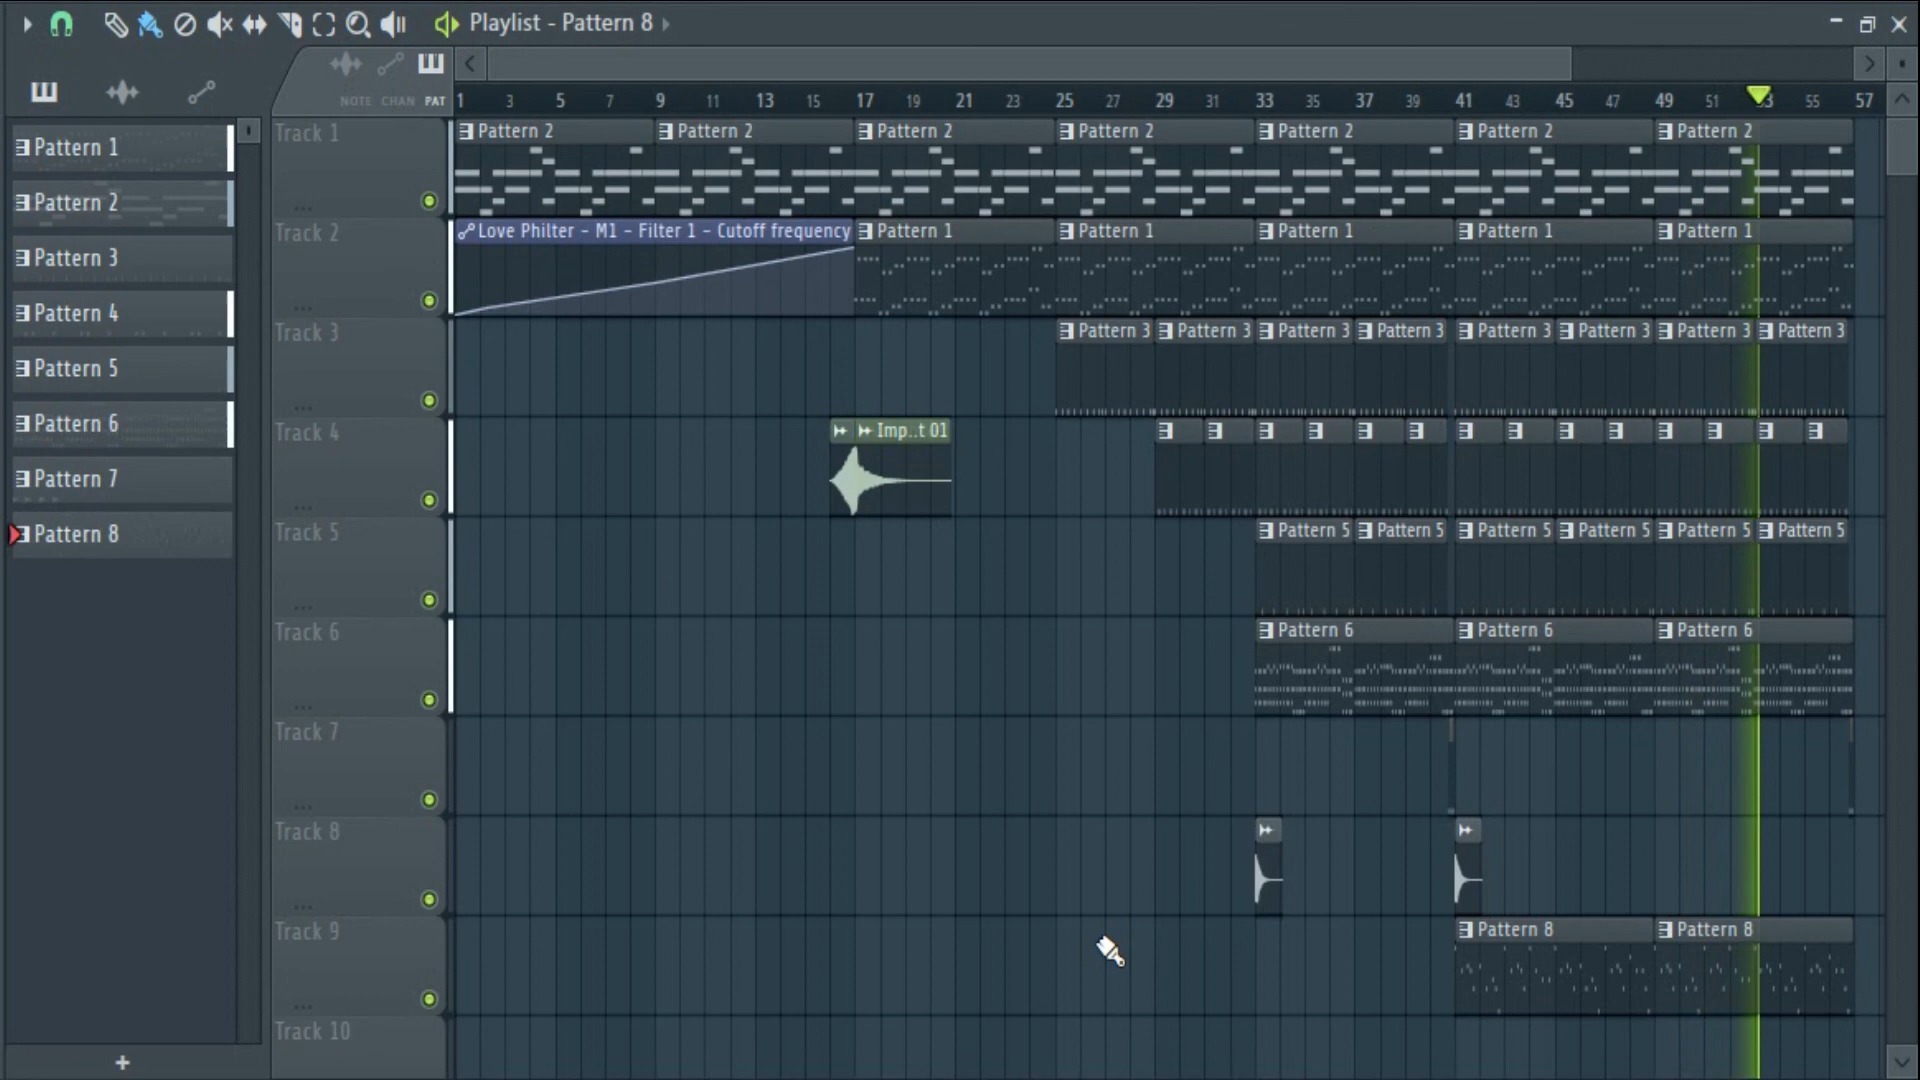 Playlist - Pattern 8
NOTE CHAN PAT
1 3 5 7 9 11 13 15 17 19 21 23 25 27 29 31 33 35 37 39 41 43 45 47 49 51 55 57
Pattern 1
Pattern 2
Pattern 3
Pattern 4
Pattern 5
Pattern 6
Pattern 7
Pattern 8
+
Track 1
Pattern 2 Pattern 2 Pattern 2 Pattern 2 Pattern 2 Pattern 2 Pattern 2
Track 2
Love Philter - M1 - Filter 1 - Cutoff frequency Pattern 1 Pattern 1 Pattern 1 Pattern 1 Pattern 1
Track 3
Pattern 3 Pattern 3 Pattern 3 Pattern 3 Pattern 3 Pattern 3 Pattern 3 Pattern 3
Track 4
Imp..t 01
Track 5
Pattern 5 Pattern 5 Pattern 5 Pattern 5 Pattern 5 Pattern 5
Track 6
Pattern 6 Pattern 6 Pattern 6
Track 7
Track 8
Track 9
Pattern 8 Pattern 8
Track 10